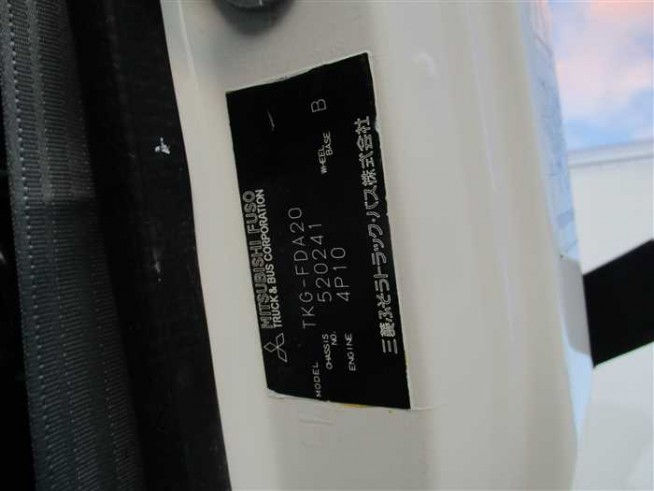 MITSUBISHI FUSO
TRUCK & BUS CORPORATION
MODEL TKG-FDA20
CHASSIS NO. 520241 WHEEL BASE B
ENGINE 4P10
三菱ふそうトラック・バス株式会社